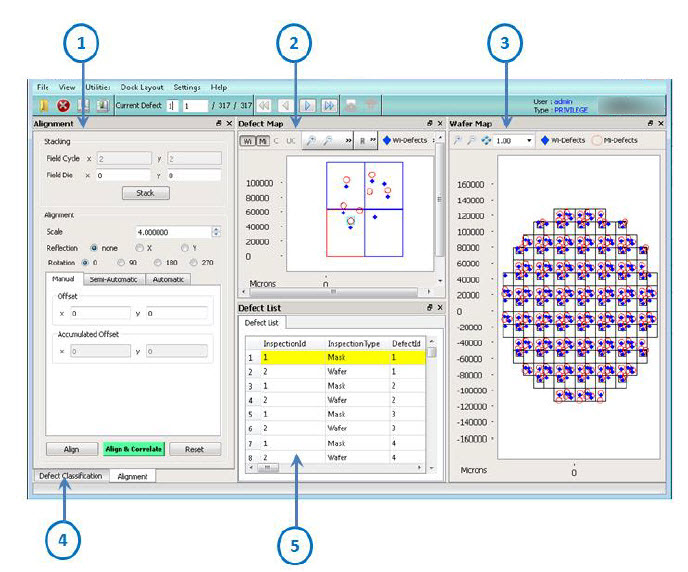 1 2 3
File View Utilities Dock Layout Settings Help
Current Defect 1 1 / 317 / 317
User : admin
Type : PRIVILEGE
Alignment
Stacking
Field Cycle x 2 y 2
Field Die x 0 y 0
Stack
Alignment
Scale 4.000000
Reflection none X Y
Rotation 0 90 180 270
Manual Semi-Automatic Automatic
Offset
x 0 y 0
Accumulated Offset
x 0 y 0
Align Align & Correlate Reset
Defect Classification Alignment
Defect Map
WI MI C UC » R » WI-Defects
100000
80000
60000
40000
20000
0
Microns 0
Defect List
Defect List
InspectionId InspectionType DefectId
1 1 Mask 1
2 2 Wafer 1
3 1 Mask 2
4 2 Wafer 2
5 1 Mask 3
6 2 Wafer 3
7 1 Mask 4
8 2 Wafer 4
Wafer Map
1.00 WI-Defects MI-Defects
160000
140000
120000
100000
80000
60000
40000
20000
0
-20000
-40000
-60000
-80000
-100000
-120000
-140000
-160000
Microns 0
4 5